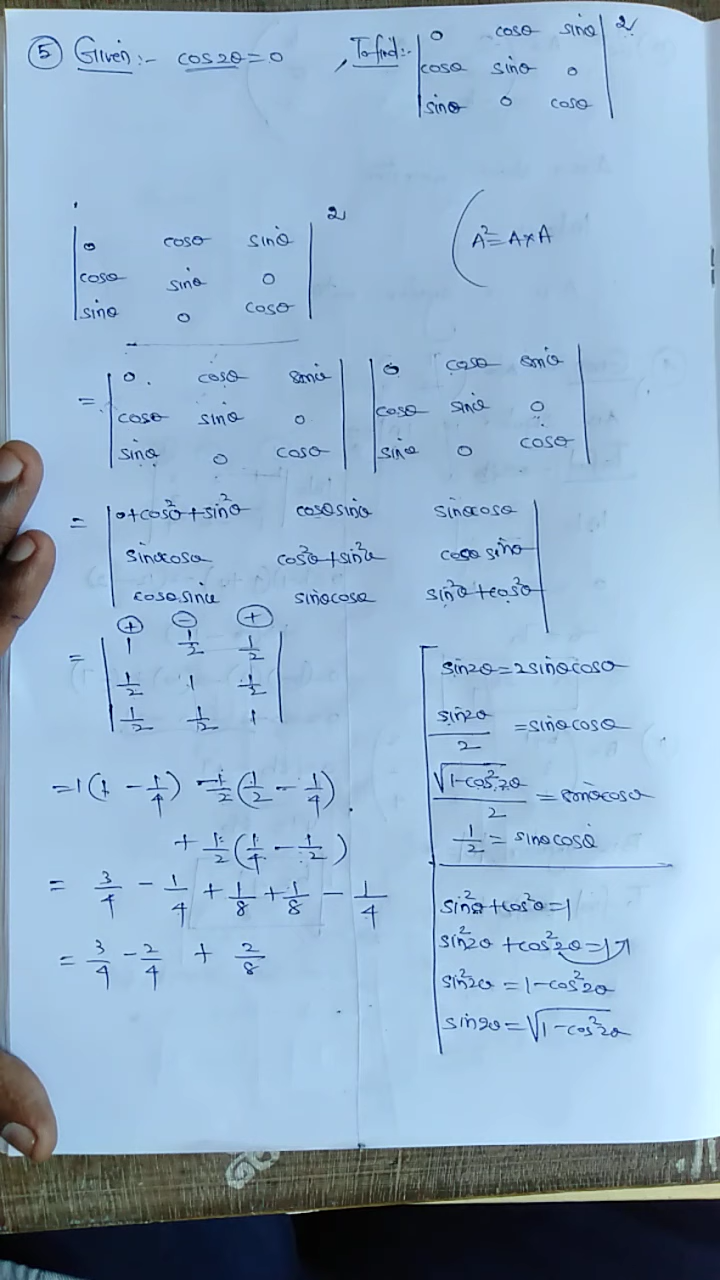 ⑤ Given :- cos2θ = 0 , To find :- | 0 cosθ sinθ | 2
| cosθ sinθ 0 |
| sinθ 0 cosθ |
| 0 cosθ sinθ | 2
| cosθ sinθ 0 |
| sinθ 0 cosθ |
( A² = A × A
= | 0 cosθ sinθ | | 0 cosθ sinθ |
| cosθ sinθ 0 | | cosθ sinθ 0 |
| sinθ 0 cosθ | | sinθ 0 cosθ |
= | 0+cos²θ+sin²θ cosθsinθ sinθcosθ |
| sinθcosθ cos²θ+sin²θ cosθ sinθ |
| cosθ sinθ sinθcosθ sin²θ+cos²θ |
⊕ ⊖ ⊕
= | 1 1/2 1/2 |
| 1/2 1 1/2 |
| 1/2 1/2 1 |
= 1(1 - 1/4) - 1/2(1/2 - 1/4)
+ 1/2(1/4 - 1/2)
= 3/4 - 1/4 + 1/8 + 1/8 - 1/4
= 3/4 - 2/4 + 2/8
sin2θ = 2sinθcosθ
sin2θ/2 = sinθcosθ
√1-cos²2θ/2 = sinθcosθ
1/2 = sinθcosθ
sin²θ+cos²θ = 1
sin²2θ + cos²2θ = 1
sin²2θ = 1-cos²2θ
sin2θ = √1-cos²2θ